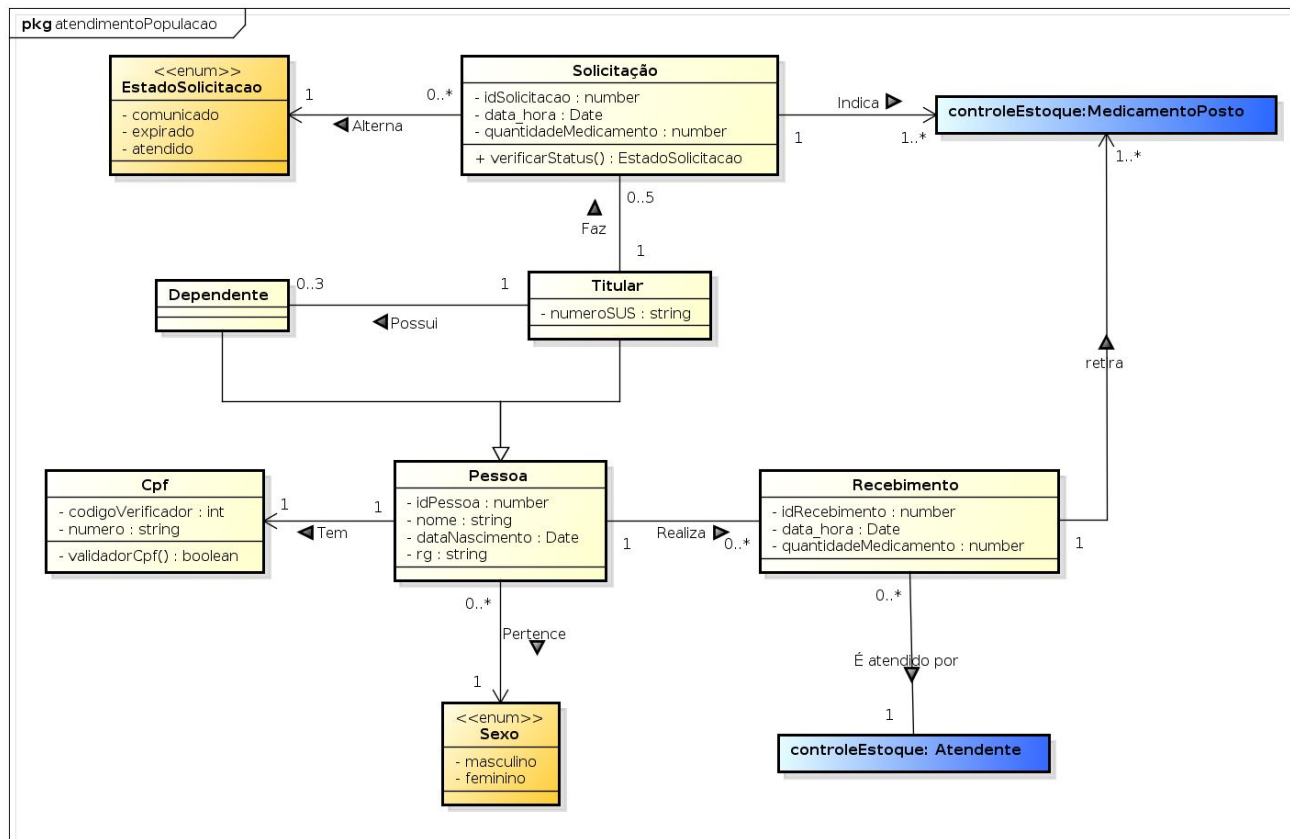 pkg atendimentoPopulacao
<<enum>>
EstadoSolicitacao
- comunicado
- expirado
- atendido
1
0..*
Alterna
Solicitação
- idSolicitacao : number
- data_hora : Date
- quantidadeMedicamento : number
+ verificarStatus() : EstadoSolicitacao
Indica
1
1..*
controleEstoque:MedicamentoPosto
1..*
0..5
Faz
1
Dependente
0..3
1
Possui
Titular
- numeroSUS : string
retira
Cpf
- codigoVerificador : int
- numero : string
- validadorCpf() : boolean
1
1
Tem
Pessoa
- idPessoa : number
- nome : string
- dataNascimento : Date
- rg : string
1
Realiza
0..*
Recebimento
- idRecebimento : number
- data_hora : Date
- quantidadeMedicamento : number
1
0..*
Pertence
1
0..*
É atendido por
1
<<enum>>
Sexo
- masculino
- feminino
controleEstoque: Atendente